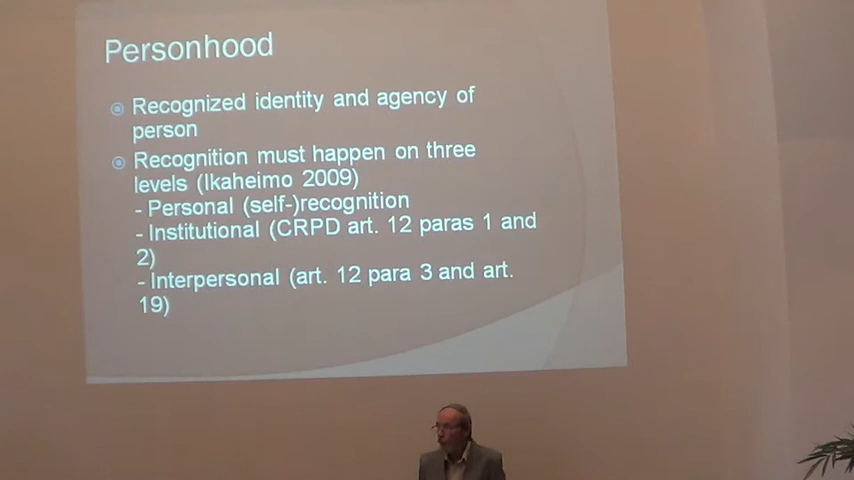 Personhood
Recognized identity and agency of
person
Recognition must happen on three
levels (Ikaheimo 2009)
- Personal (self-)recognition
- Institutional (CRPD art. 12 paras 1 and
2)
- Interpersonal (art. 12 para 3 and art.
19)